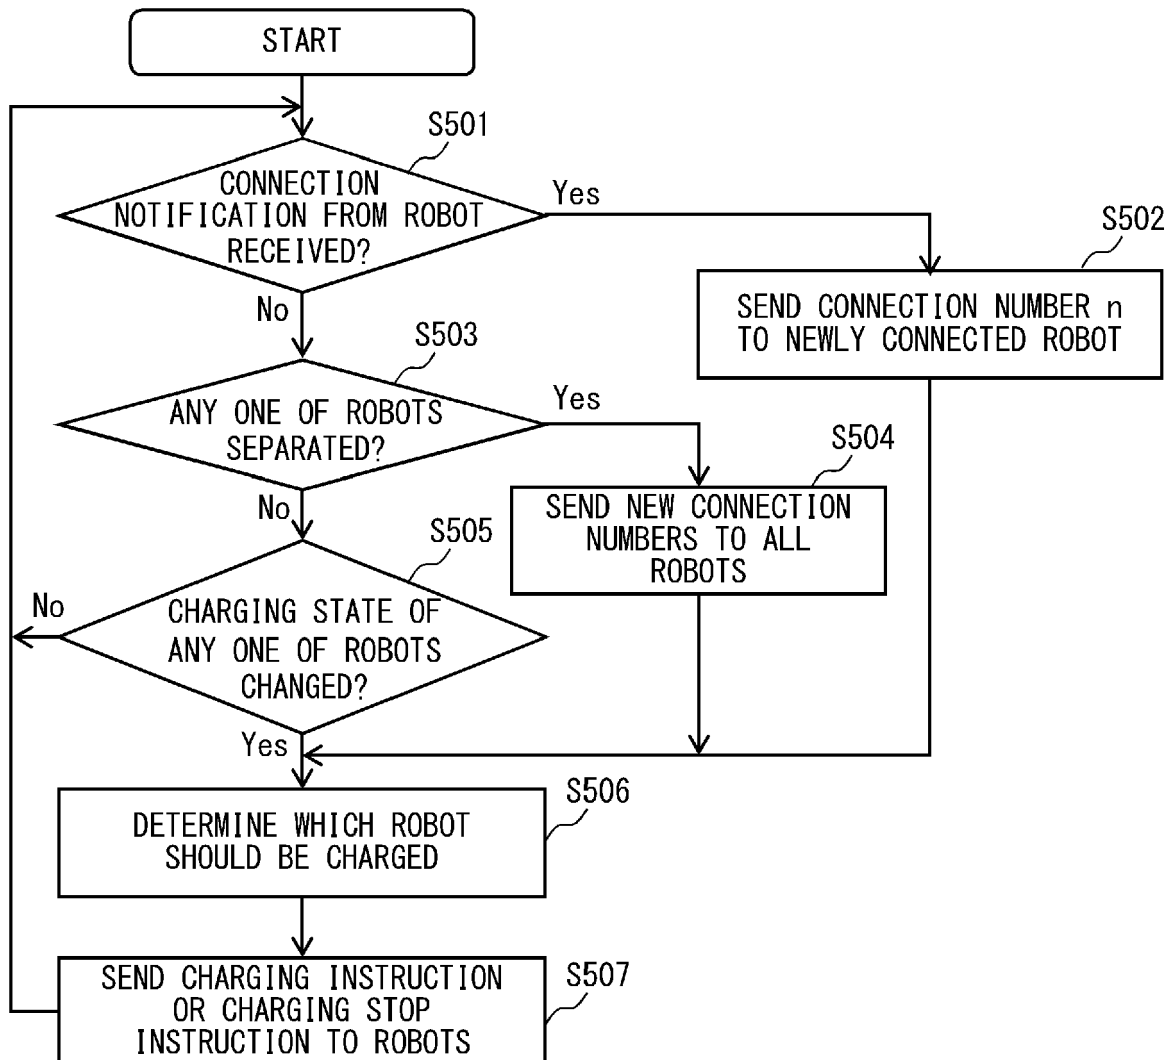 START
S501
CONNECTION
NOTIFICATION FROM ROBOT
RECEIVED?
Yes
No
S502
SEND CONNECTION NUMBER n
TO NEWLY CONNECTED ROBOT
S503
ANY ONE OF ROBOTS
SEPARATED?
Yes
No
S504
SEND NEW CONNECTION
NUMBERS TO ALL
ROBOTS
S505
CHARGING STATE OF
ANY ONE OF ROBOTS
CHANGED?
No
Yes
S506
DETERMINE WHICH ROBOT
SHOULD BE CHARGED
S507
SEND CHARGING INSTRUCTION
OR CHARGING STOP
INSTRUCTION TO ROBOTS